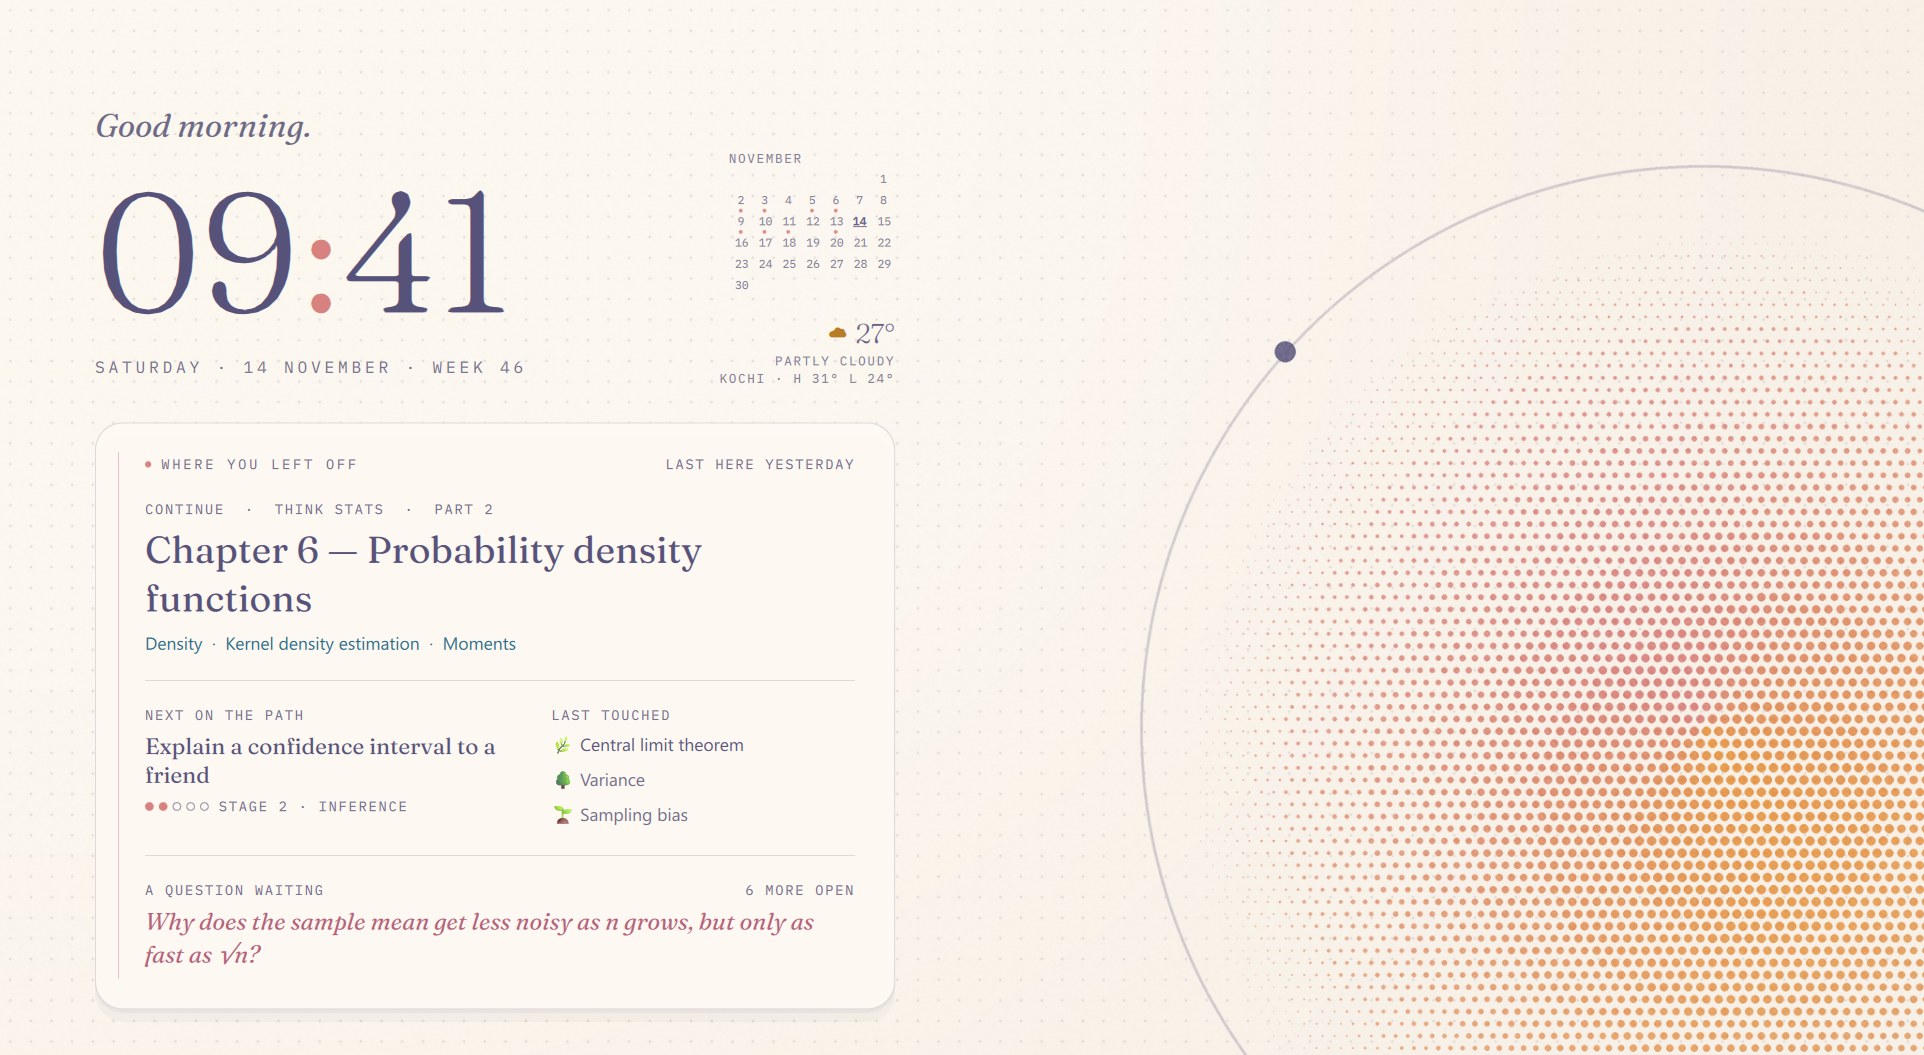 Good morning.
09:41
SATURDAY · 14 NOVEMBER · WEEK 46
NOVEMBER
1
2 3 4 5 6 7 8
9 10 11 12 13 14 15
16 17 18 19 20 21 22
23 24 25 26 27 28 29
30
27°
PARTLY CLOUDY
KOCHI · H 31° L 24°
WHERE YOU LEFT OFF
LAST HERE YESTERDAY
CONTINUE · THINK STATS · PART 2
Chapter 6 — Probability density
functions
Density · Kernel density estimation · Moments
NEXT ON THE PATH
Explain a confidence interval to a
friend
STAGE 2 · INFERENCE
LAST TOUCHED
Central limit theorem
Variance
Sampling bias
A QUESTION WAITING
6 MORE OPEN
Why does the sample mean get less noisy as n grows, but only as
fast as √n?